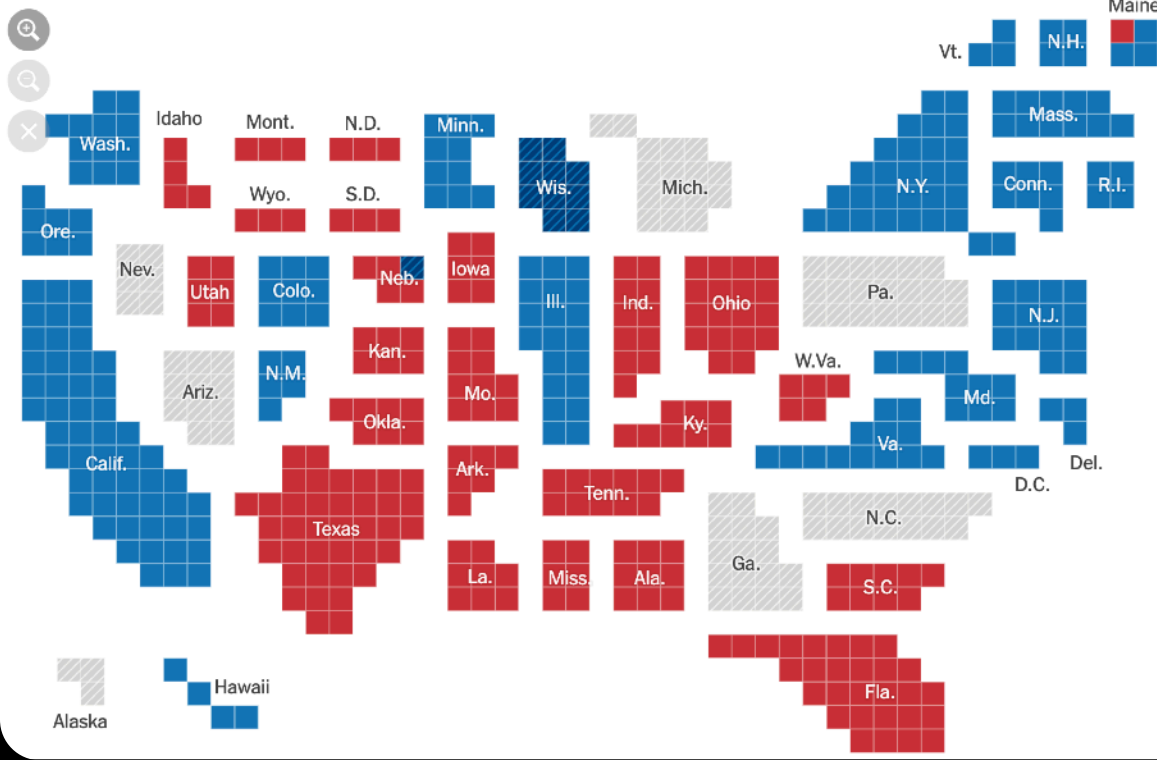 Maine
Vt.
N.H.
Idaho
Mont.
N.D.
Minn.
Mass.
Wash.
Wyo.
S.D.
Wis.
Mich.
N.Y.
Conn.
R.I.
Ore.
Nev.
Utah
Colo.
Neb.
Iowa
Ill.
Ind.
Ohio
Pa.
N.J.
Kan.
N.M.
Ariz.
Mo.
W.Va.
Md.
Okla.
Ky.
Va.
Calif.
Ark.
Del.
D.C.
Texas
Tenn.
N.C.
La.
Miss.
Ala.
Ga.
S.C.
Hawaii
Fla.
Alaska